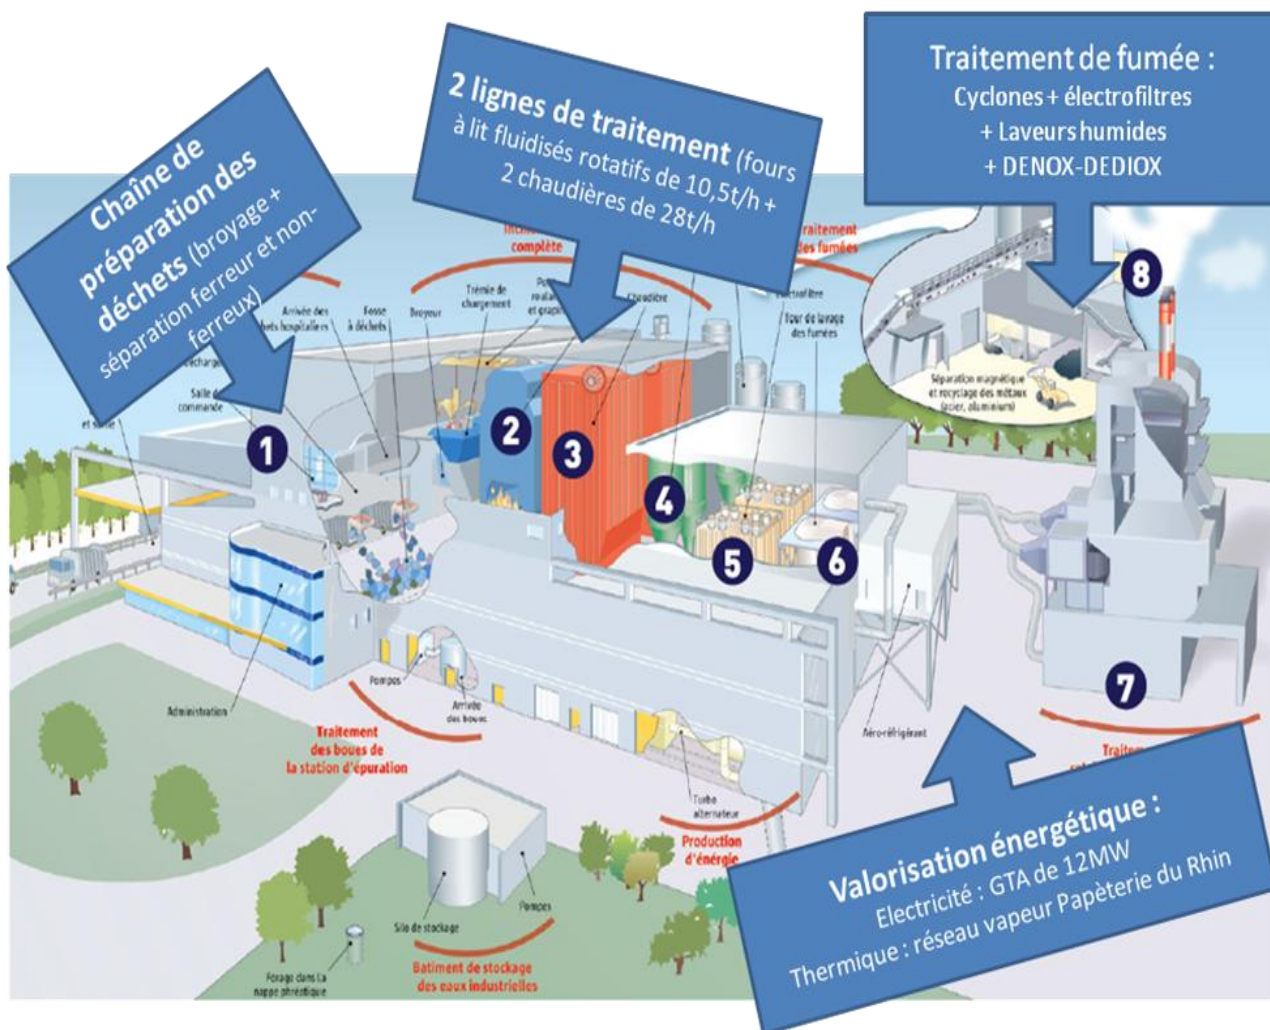 Chaîne de
préparation des
déchets (broyage +
séparation ferreur et non-
ferreux)
2 lignes de traitement (fours
à lit fluidisés rotatifs de 10,5t/h +
2 chaudières de 28t/h
Traitement de fumée :
Cyclones + électrofiltres
+ Laveurs humides
+ DENOX-DEDIOX
complète
des fumées
Arrivée des
Fosse
à déchets
Broyeur
Trémie de
chargement
et grappin
Chaudière
Tour de lavage
des fumées
Salle de
commande
Séparation magnétique
et recyclage des métaux
(acier, aluminium)
1
2
3
4
5
6
7
8
Administration
Pompes
Arrivée
des boues
Traitement
des boues de
la station d'épuration
Aéro-réfrigérant
Turbo
alternateur
Production
d'énergie
Silo de stockage
Pompes
Forage dans la
nappe phréatique
Batiment de stockage
des eaux industrielles
Valorisation énergétique :
Electricité : GTA de 12MW
Thermique : réseau vapeur Papèterie du Rhin